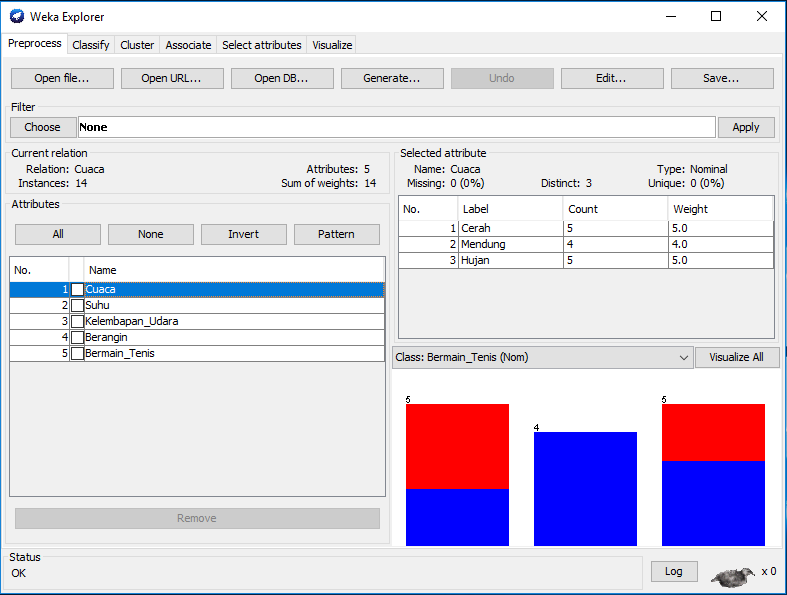 Weka Explorer
Preprocess Classify Cluster Associate Select attributes Visualize
Open file... Open URL... Open DB... Generate... Undo Edit... Save...
Filter
Choose None Apply
Current relation
Relation: Cuaca Attributes: 5
Instances: 14 Sum of weights: 14
Attributes
All None Invert Pattern
No. Name
1 Cuaca
2 Suhu
3 Kelembapan_Udara
4 Berangin
5 Bermain_Tenis
Remove
Selected attribute
Name: Cuaca Type: Nominal
Missing: 0 (0%) Distinct: 3 Unique: 0 (0%)
No. Label Count Weight
1 Cerah 5 5.0
2 Mendung 4 4.0
3 Hujan 5 5.0
Class: Bermain_Tenis (Nom) Visualize All
5 4 5
Status
OK
Log x 0